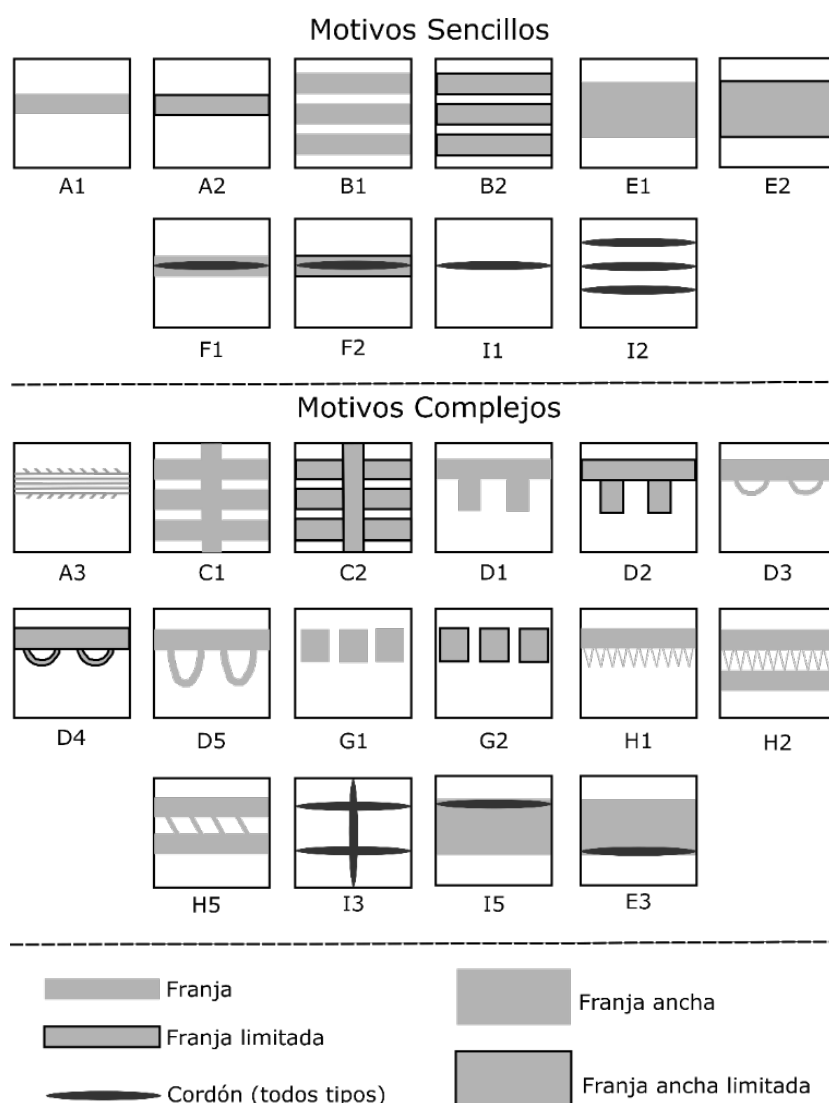 Motivos Sencillos
A1 A2 B1 B2 E1 E2
F1 F2 I1 I2
Motivos Complejos
A3 C1 C2 D1 D2 D3
D4 D5 G1 G2 H1 H2
H5 I3 I5 E3
Franja
Franja limitada
Cordón (todos tipos)
Franja ancha
Franja ancha limitada